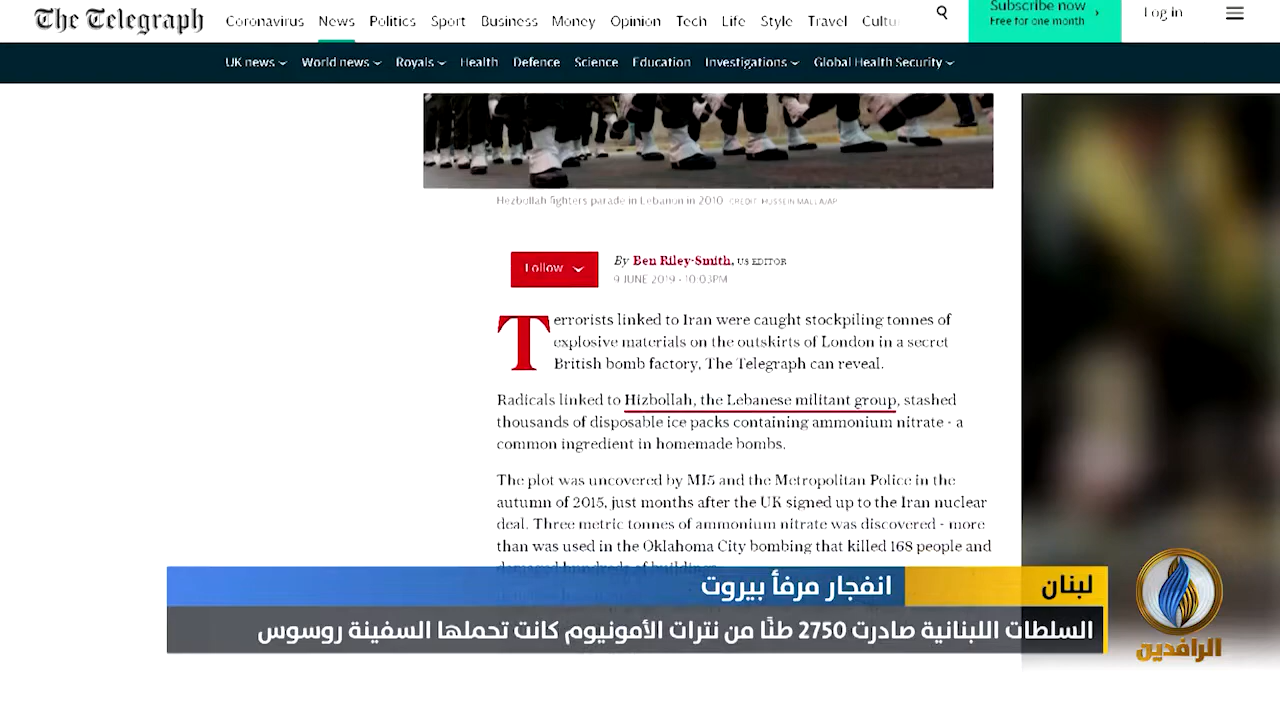 The Telegraph
Coronavirus News Politics Sport Business Money Opinion Tech Life Style Travel
Subscribe now
Free for one month
Log in
UK news World news Royals Health Defence Science Education Investigations Global Health Security
Hezbollah fighters parade in Lebanon in 2010 CREDIT: HUSSEIN MALLA/AP
Follow
By Ben Riley-Smith, US EDITOR
9 JUNE 2019 • 10:03PM
Terrorists linked to Iran were caught stockpiling tonnes of
explosive materials on the outskirts of London in a secret
British bomb factory, The Telegraph can reveal.
Radicals linked to Hizbollah, the Lebanese militant group, stashed
thousands of disposable ice packs containing ammonium nitrate - a
common ingredient in homemade bombs.
The plot was uncovered by MI5 and the Metropolitan Police in the
autumn of 2015, just months after the UK signed up to the Iran nuclear
deal. Three metric tonnes of ammonium nitrate was discovered - more
than was used in the Oklahoma City bombing that killed 168 people and
damaged hundreds of buildings.
لبنان
انفجار مرفأ بيروت
السلطات اللبنانية صادرت 2750 طنًا من نترات الأمونيوم كانت تحملها السفينة روسوس
الرافدين